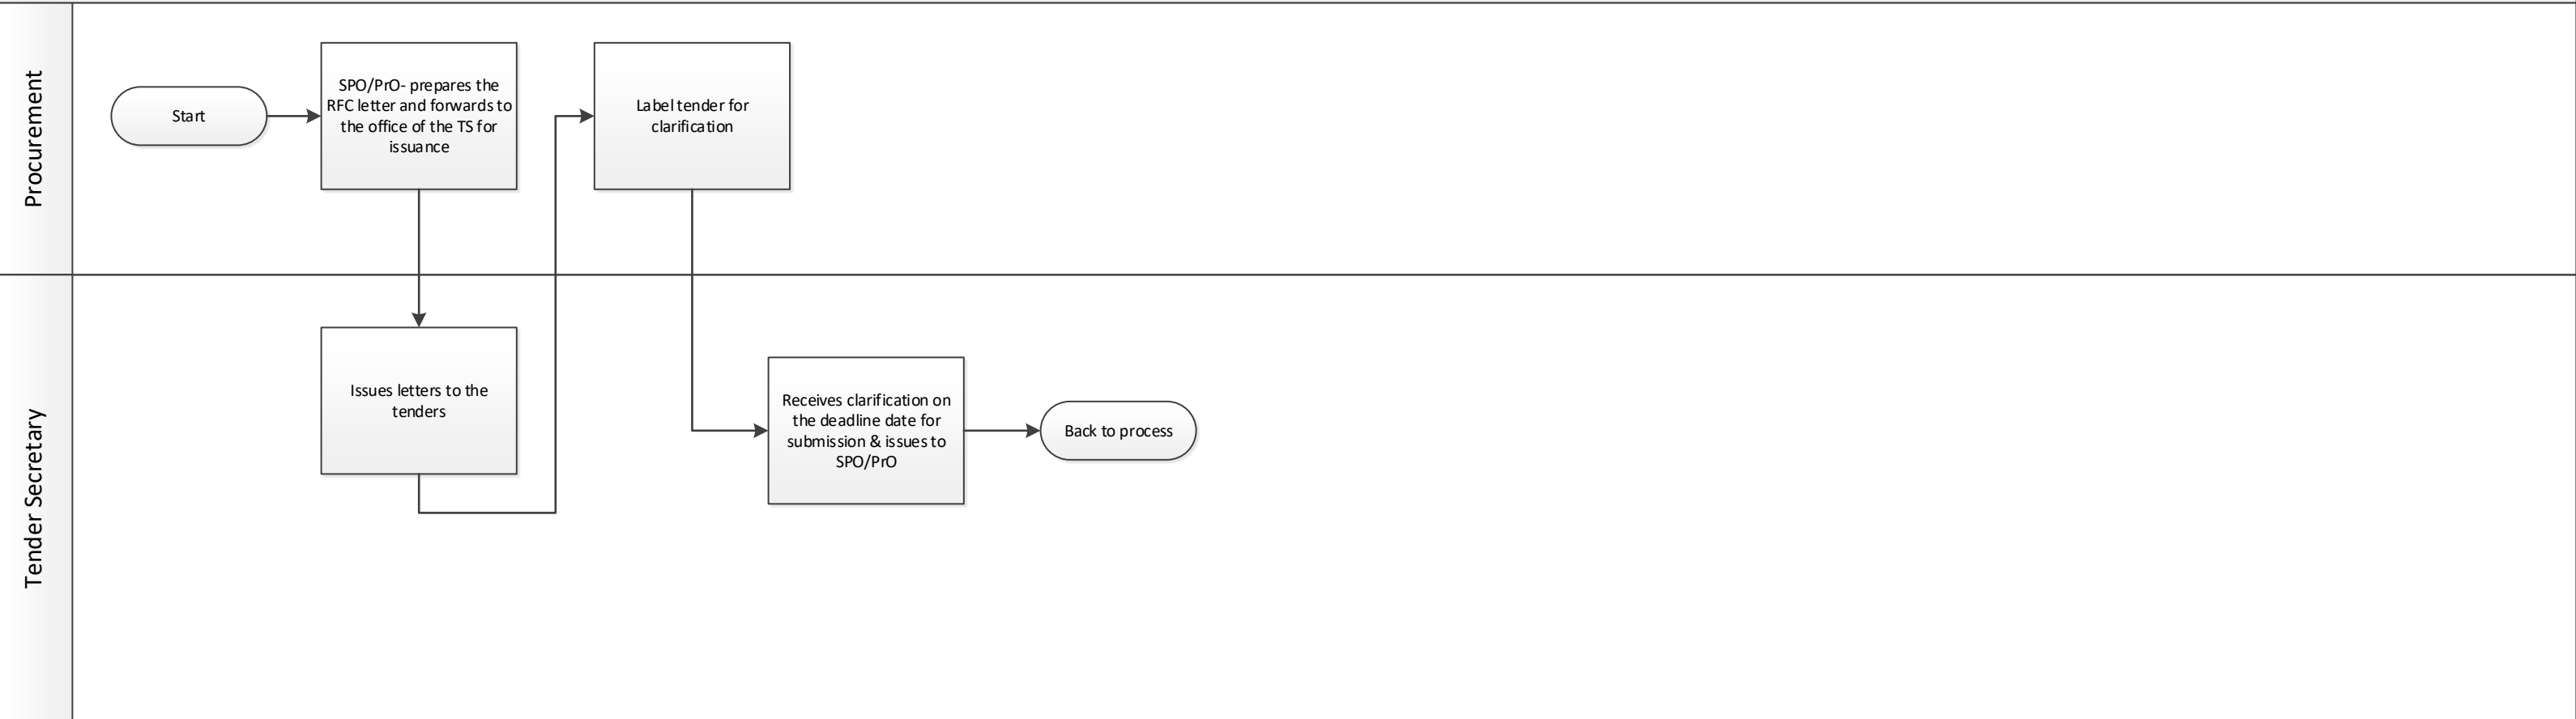 Procurement
Start
SPO/PrO- prepares the
RFC letter and forwards to
the office of the TS for
issuance
Label tender for
clarification
Tender Secretary
Issues letters to the
tenders
Receives clarification on
the deadline date for
submission & issues to
SPO/PrO
Back to process